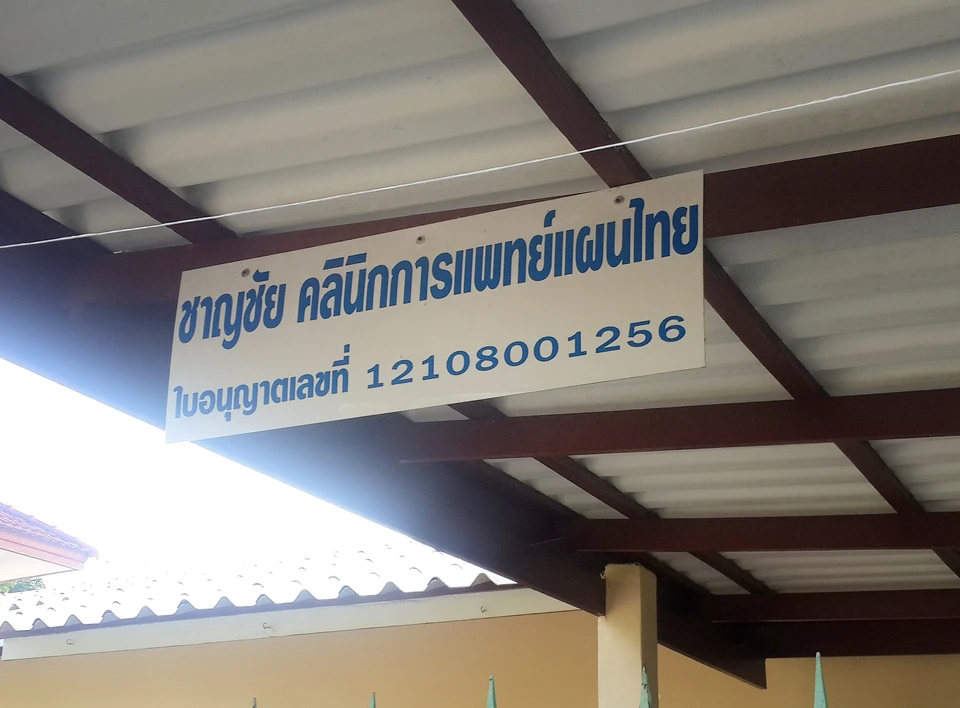 ชาญชัย คลินิกการแพทย์แผนไทย
ใบอนุญาตเลขที่ 12108001256